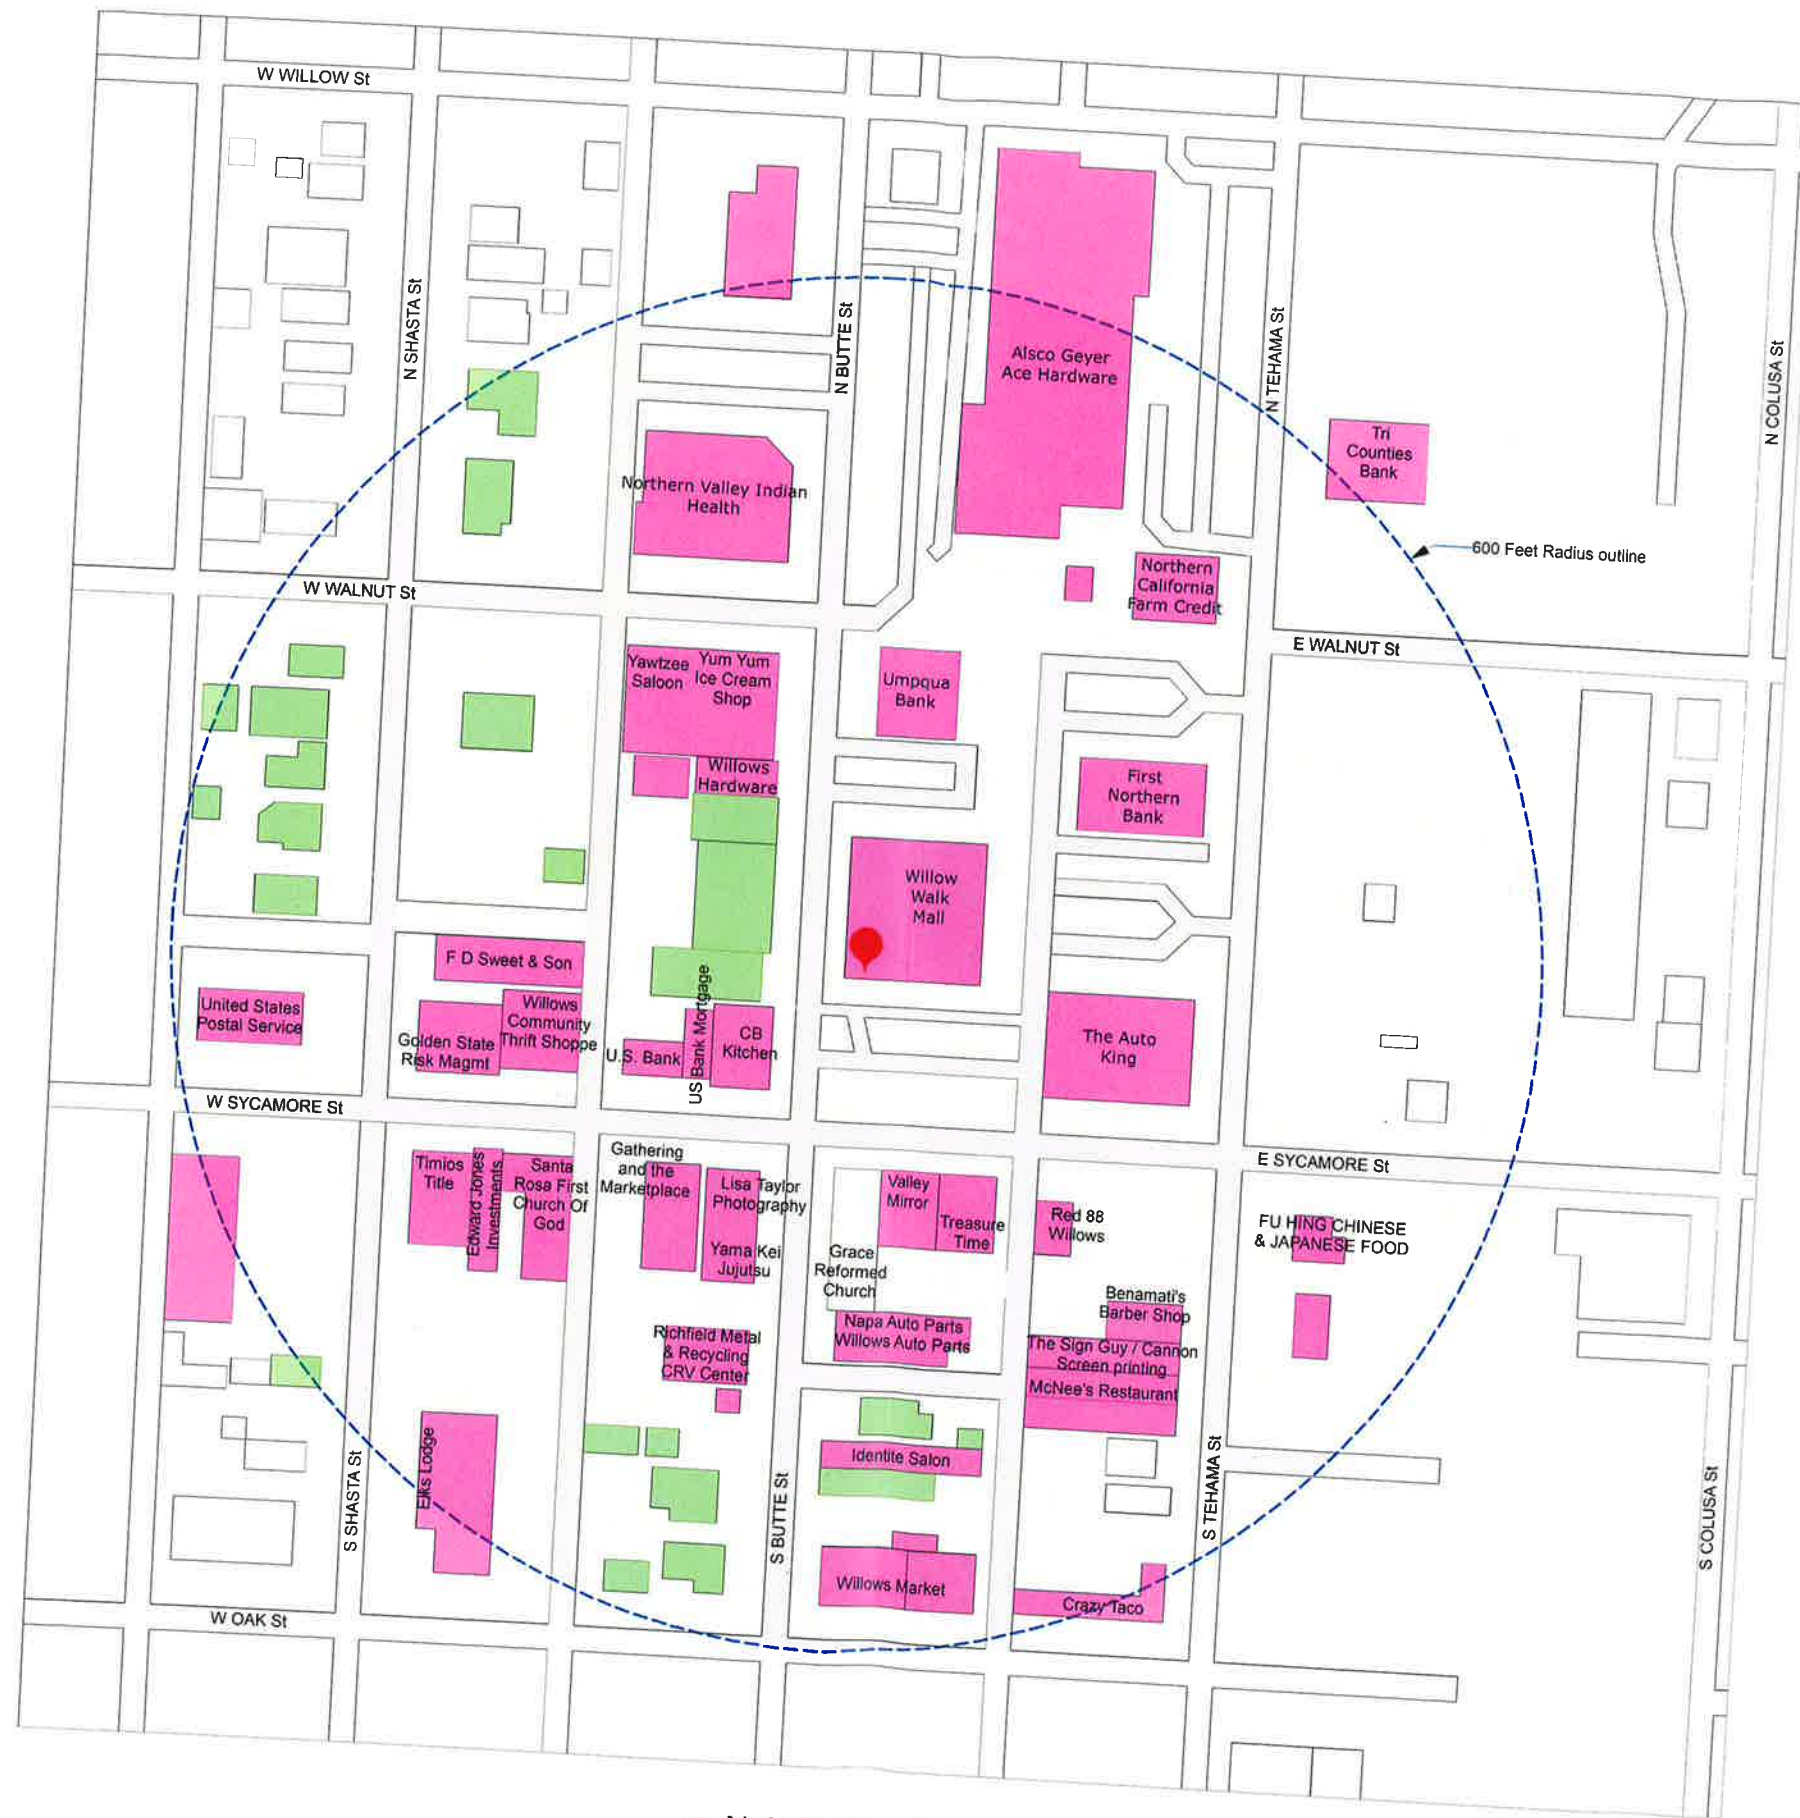 W WILLOW St
N SHASTA St
N BUTTE St
N TEHAMA St
N COLUSA St
Alsco Geyer
Ace Hardware
Tri
Counties
Bank
Northern Valley Indian
Health
600 Feet Radius outline
Northern
California
Farm Credit
W WALNUT St
E WALNUT St
Yawtzee
Saloon
Yum Yum
Ice Cream
Shop
Umpqua
Bank
Willows
Hardware
First
Northern
Bank
Willow
Walk
Mall
F D Sweet & Son
United States
Postal Service
Willows
Community
Thrift Shoppe
Golden State
Risk Magmt
U.S. Bank
US Bank Mortgage
CB
Kitchen
The Auto
King
W SYCAMORE St
E SYCAMORE St
Timios
Title
Edward Jones
Investments
Santa
Rosa First
Church Of
God
Gathering
and the
Marketplace
Lisa Taylor
Photography
Yama Kei
Jujutsu
Valley
Mirror
Treasure
Time
Grace
Reformed
Church
Red 88
Willows
FU HING CHINESE
& JAPANESE FOOD
Benamati's
Barber Shop
Napa Auto Parts
Willows Auto Parts
Richfield Metal
& Recycling
CRV Center
The Sign Guy / Cannon
Screen printing
McNee's Restaurant
Elks Lodge
Identite Salon
S SHASTA St
S BUTTE St
S TEHAMA St
S COLUSA St
Willows Market
Crazy Taco
W OAK St